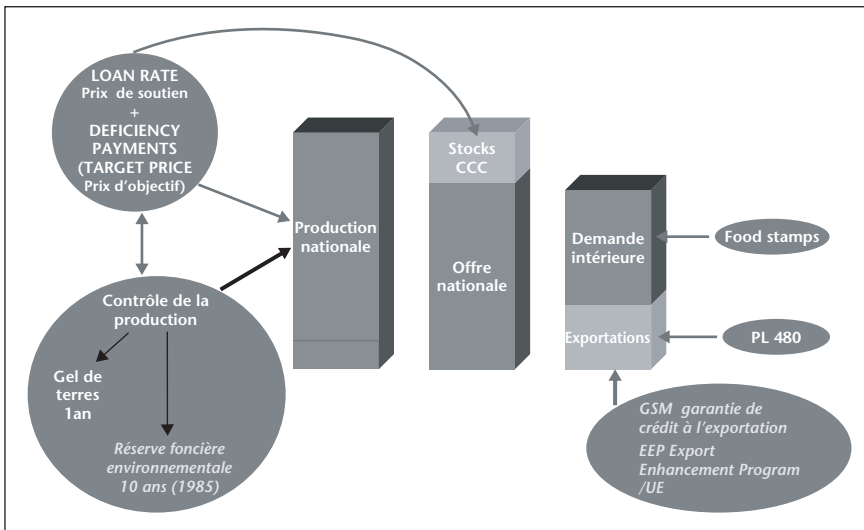 LOAN RATE
Prix de soutien
+
DEFICIENCY
PAYMENTS
(TARGET PRICE
Prix d'objectif)
Contrôle de la
production
Gel de
terres
1an
Réserve foncière
environnementale
10 ans (1985)
Production
nationale
Stocks
CCC
Offre
nationale
Demande
intérieure
Exportations
Food stamps
PL 480
GSM garantie de
crédit à l'exportation
EEP Export
Enhancement Program
/UE